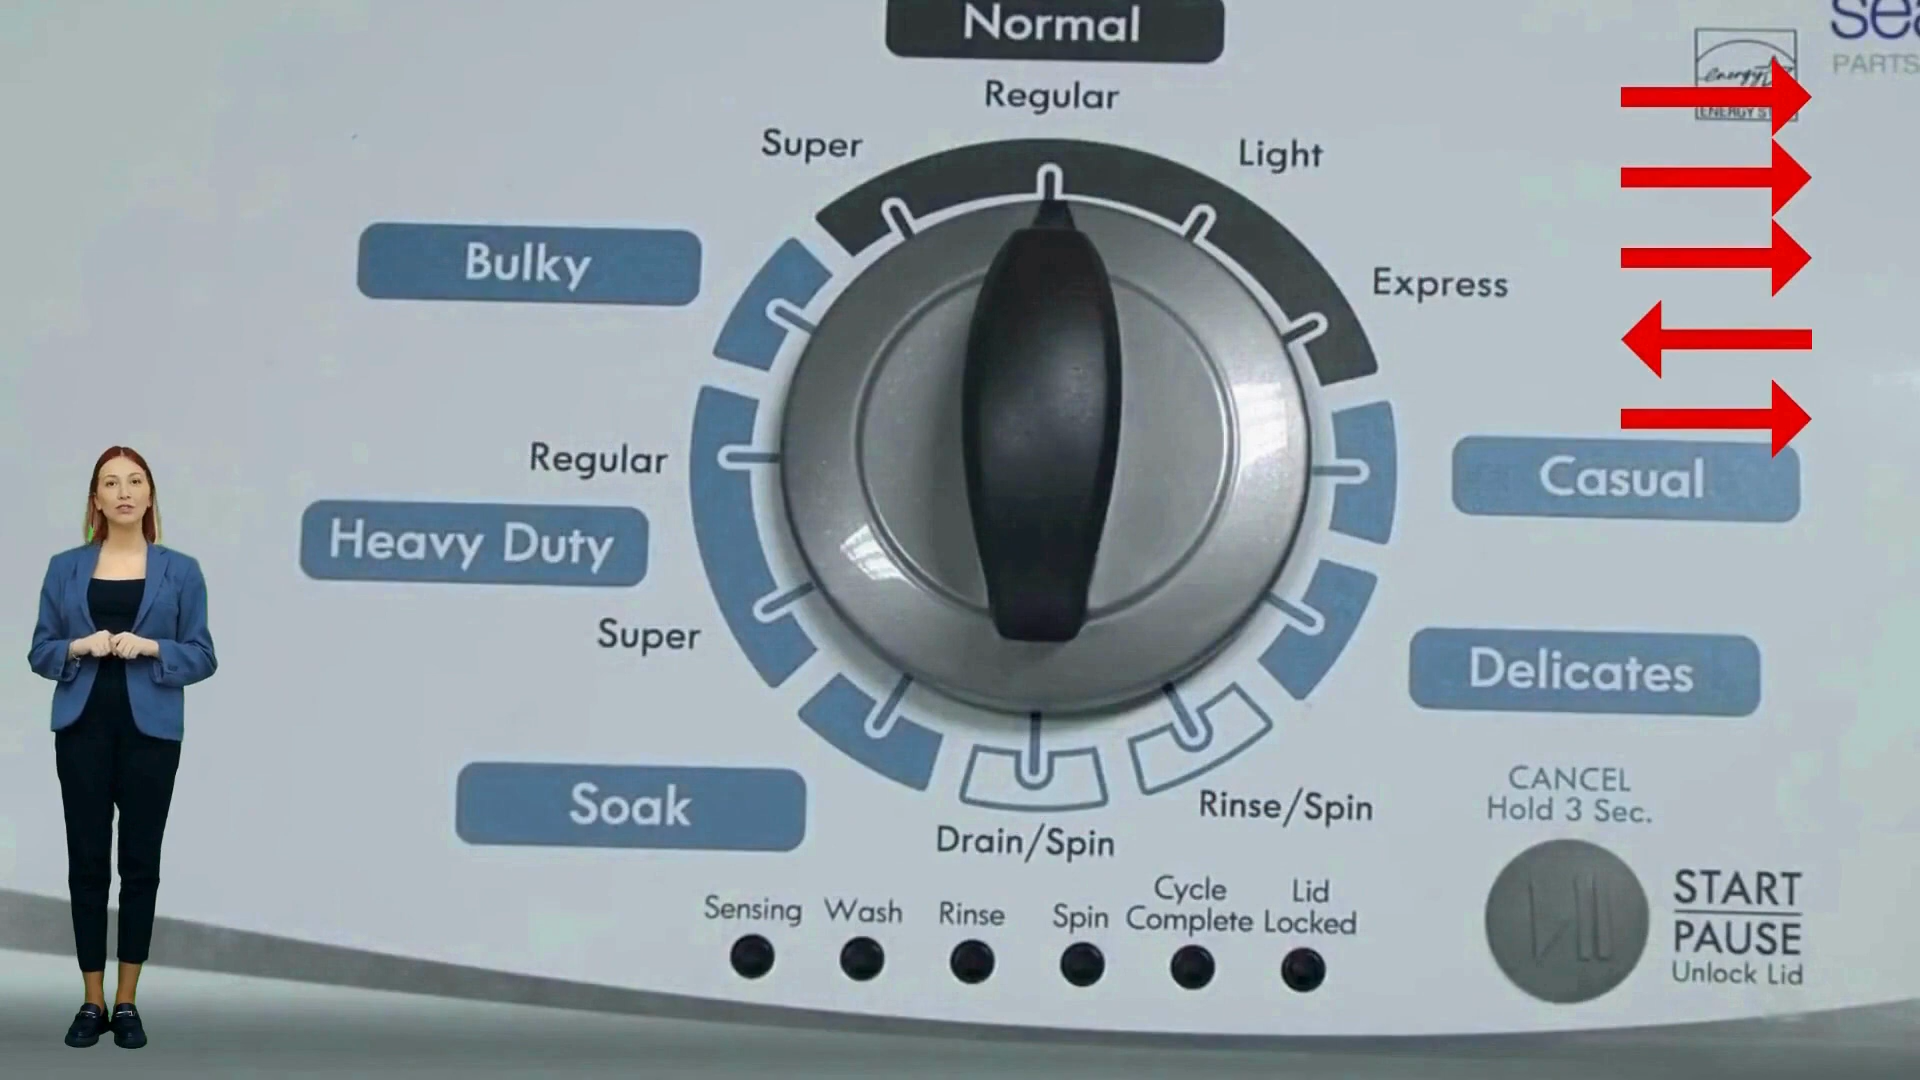 Normal
Regular
Super
Light
Bulky
Express
Regular
Casual
Heavy Duty
Super
Delicates
Soak
Rinse/Spin
Drain/Spin
CANCEL
Hold 3 Sec.
Sensing
Wash
Rinse
Spin
Cycle
Complete
Lid
Locked
START
PAUSE
Unlock Lid
energy
PARTS